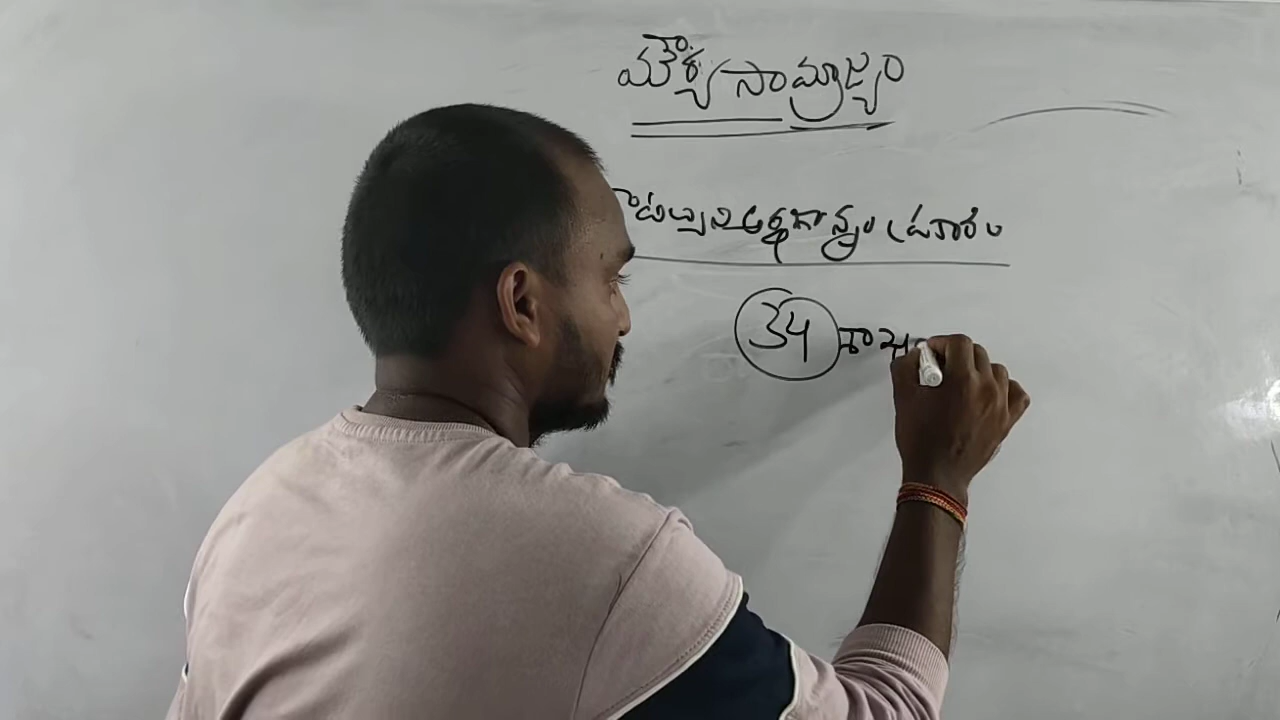 మౌర్య సామ్రాజ్యం
అర్థశాస్త్రం ప్రకారం
34 శాఖ